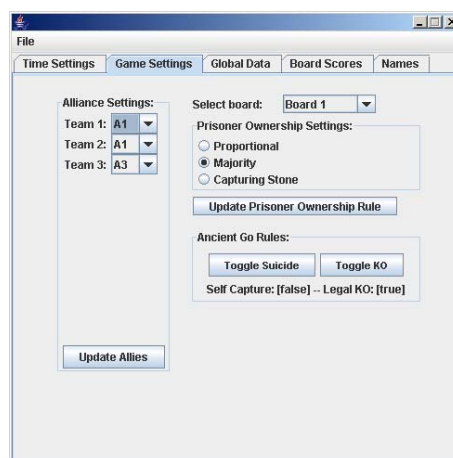 File
Time Settings Game Settings Global Data Board Scores Names
Alliance Settings:
Team 1: A1
Team 2: A1
Team 3: A3
Update Allies
Select board: Board 1
Prisoner Ownership Settings:
Proportional
Majority
Capturing Stone
Update Prisoner Ownership Rule
Ancient Go Rules:
Toggle Suicide Toggle KO
Self Capture: [false] -- Legal KO: [true]